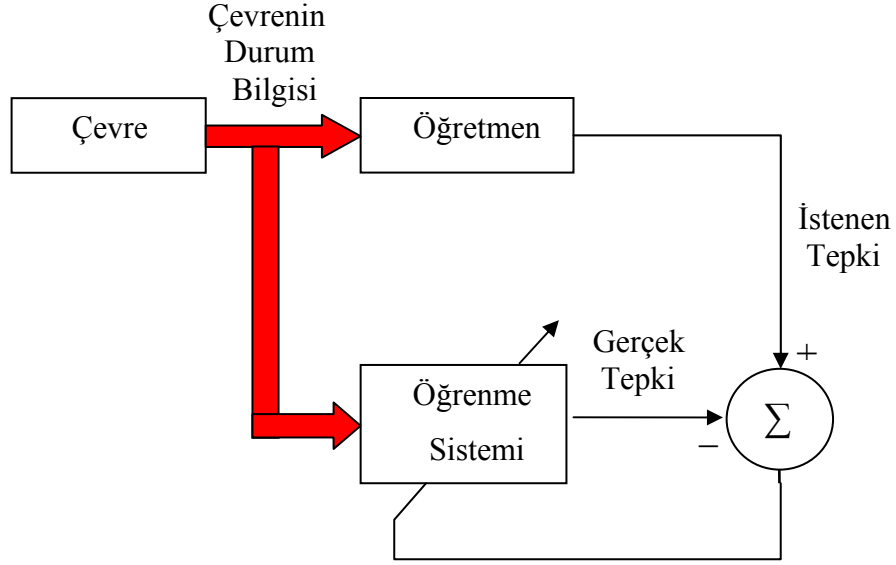 Çevrenin
Durum
Bilgisi
Çevre
Öğretmen
İstenen
Tepki
Gerçek
Tepki
+
Öğrenme
Sistemi
−
∑